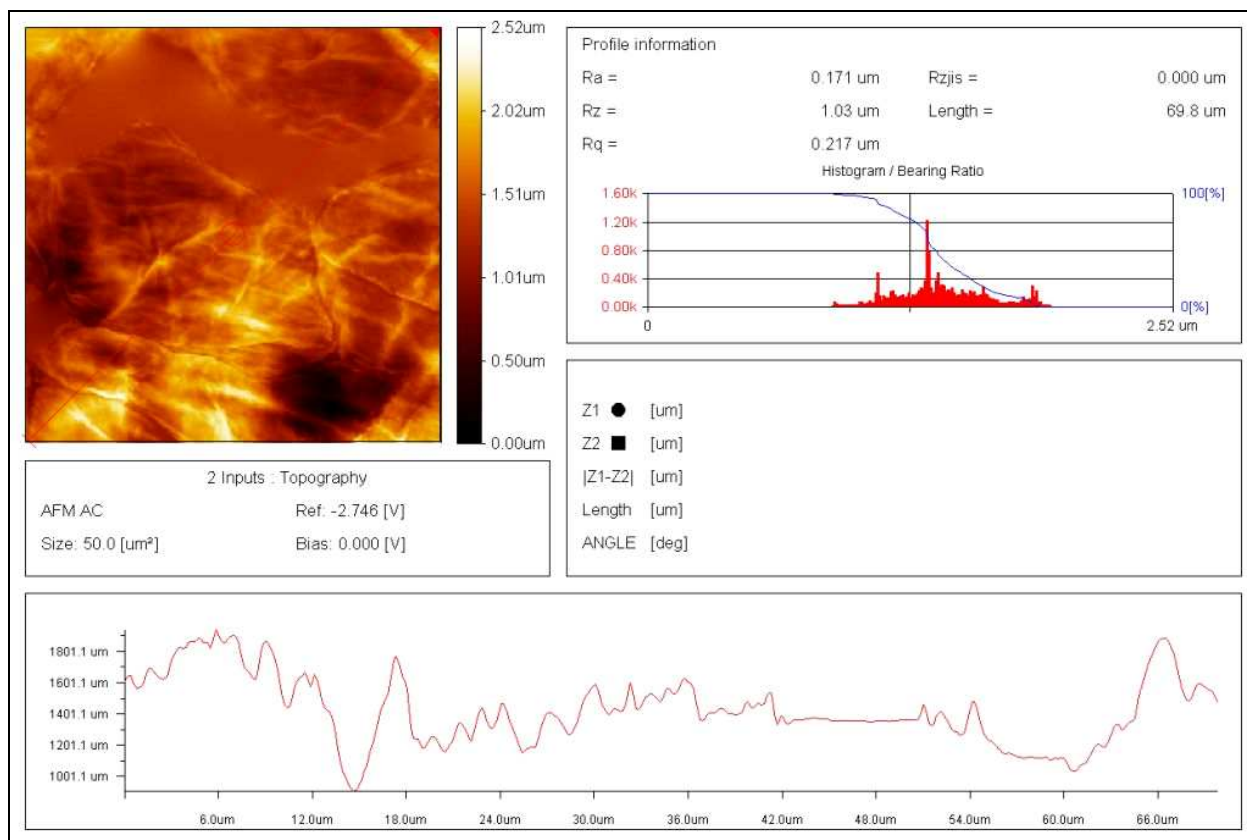 2.52um
2.02um
1.51um
1.01um
0.50um
0.00um
Profile information
Ra = 0.171 um Rzjis = 0.000 um
Rz = 1.03 um Length = 69.8 um
Rq = 0.217 um
Histogram / Bearing Ratio
1.60k 100[%]
1.20k
0.80k
0.40k
0.00k 0[%]
0 2.52 um
2 Inputs : Topography
AFM AC Ref: -2.746 [V]
Size: 50.0 [um²] Bias: 0.000 [V]
Z1 [um]
Z2 [um]
|Z1-Z2| [um]
Length [um]
ANGLE [deg]
1801.1 um
1601.1 um
1401.1 um
1201.1 um
1001.1 um
6.0um 12.0um 18.0um 24.0um 30.0um 36.0um 42.0um 48.0um 54.0um 60.0um 66.0um